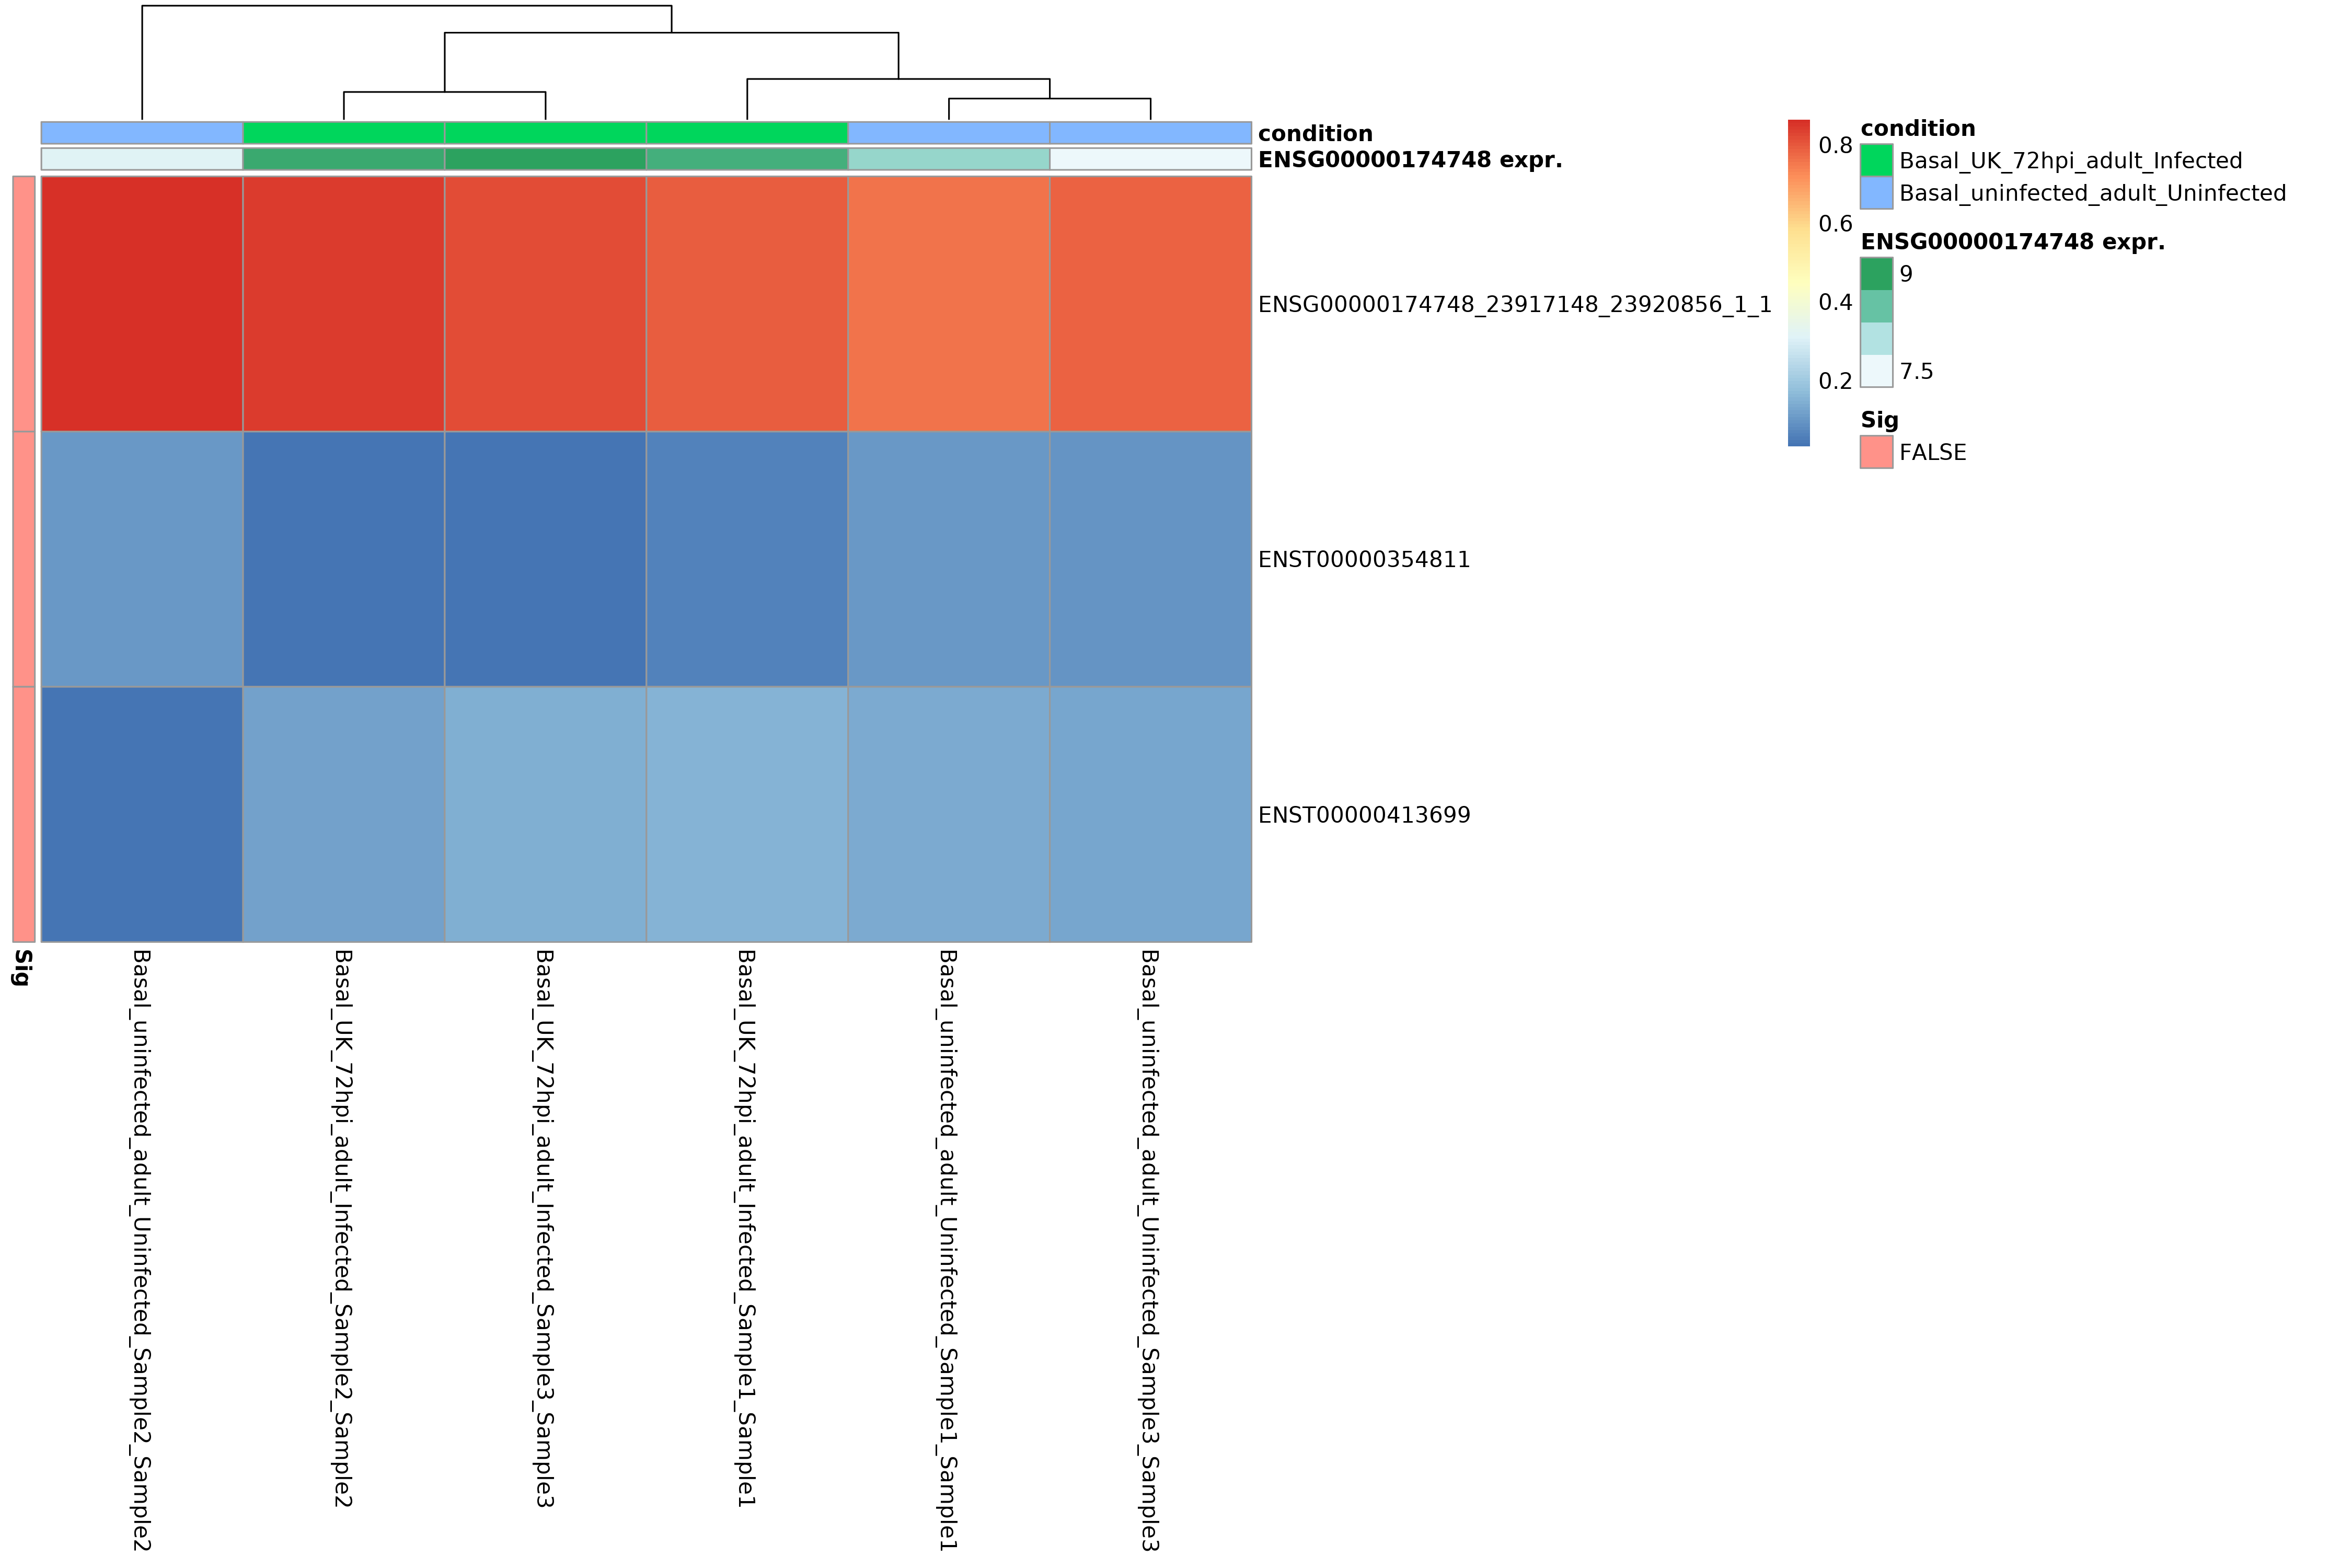 condition
ENSG00000174748 expr.
ENSG00000174748_23917148_23920856_1_1
ENST00000354811
ENST00000413699
Sig
Basal_uninfected_adult_Uninfected_Sample2_Sample2
Basal_UK_72hpi_adult_Infected_Sample2_Sample2
Basal_UK_72hpi_adult_Infected_Sample3_Sample3
Basal_UK_72hpi_adult_Infected_Sample1_Sample1
Basal_uninfected_adult_Uninfected_Sample1_Sample1
Basal_uninfected_adult_Uninfected_Sample3_Sample3
0.8
0.6
0.4
0.2
condition
Basal_UK_72hpi_adult_Infected
Basal_uninfected_adult_Uninfected
ENSG00000174748 expr.
9
7.5
Sig
FALSE